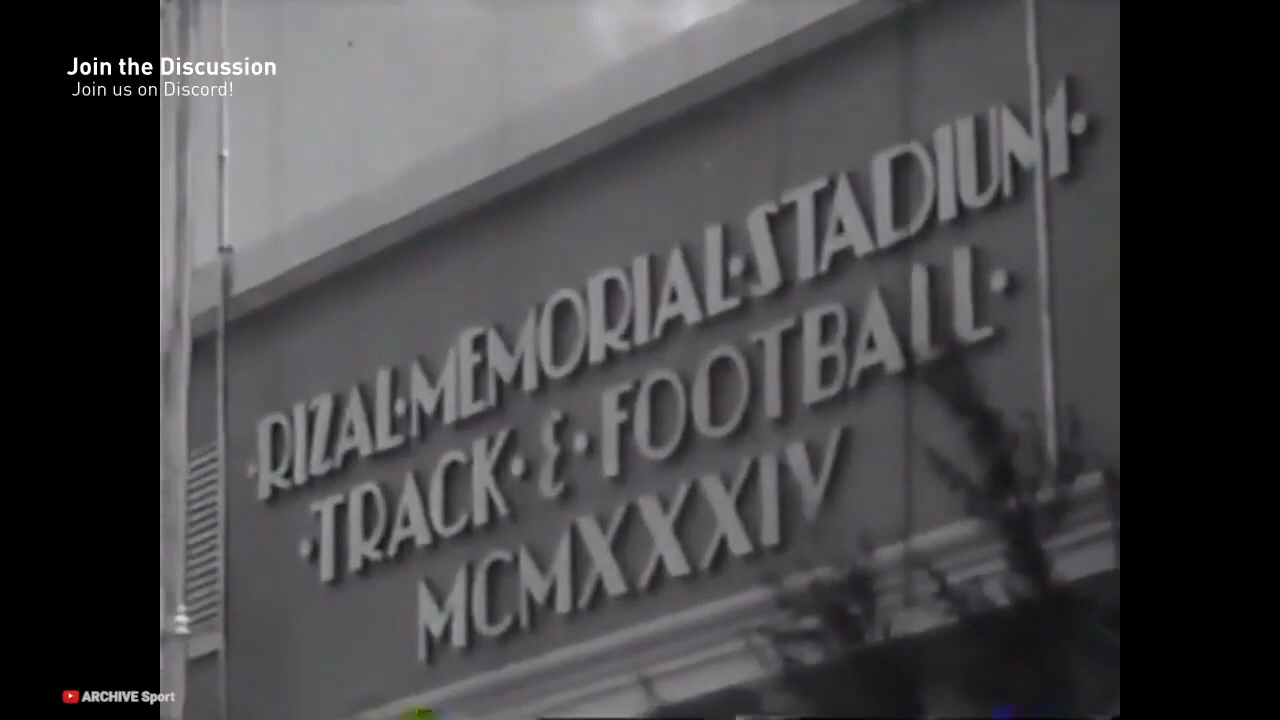 Join the Discussion
Join us on Discord!
·RIZAL·MEMORIAL·STADIUM·
·TRACK·&·FOOTBALL·
MCMXXXIV
ARCHIVE Sport